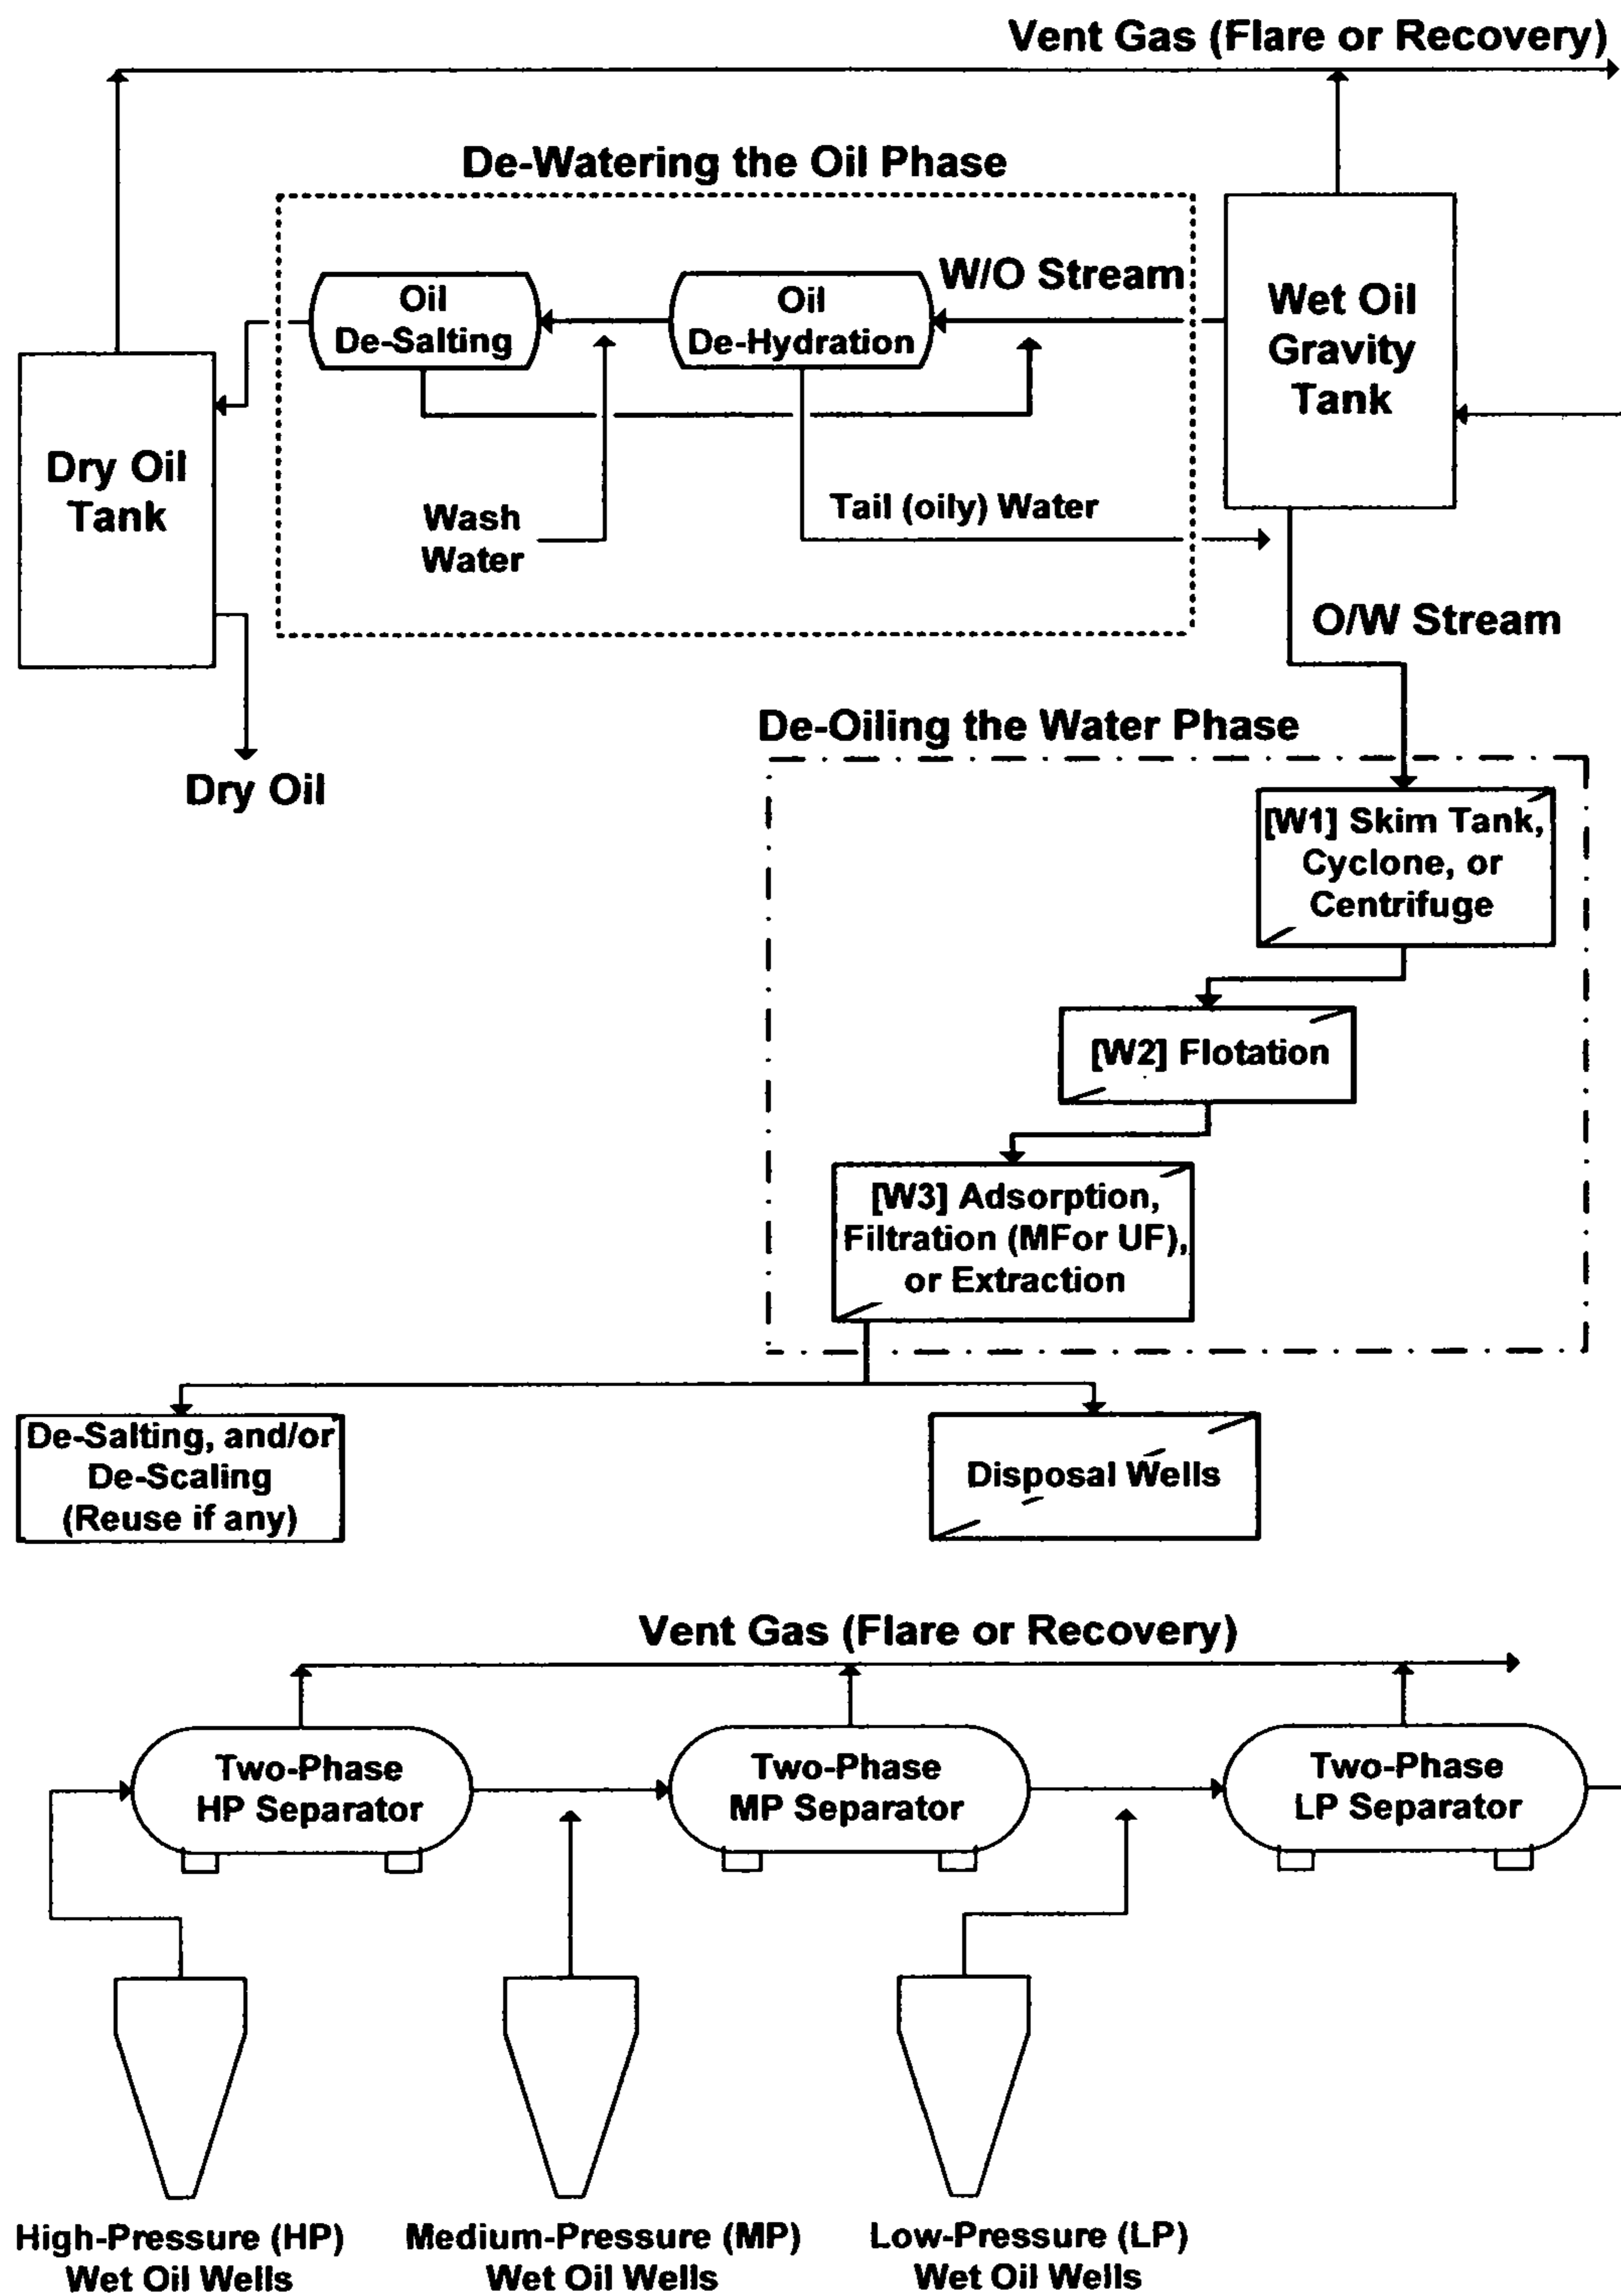 Vent Gas (Flare or Recovery)
De-Watering the Oil Phase
W/O Stream
Oil
De-Salting
Oil
De-Hydration
Wet Oil
Gravity
Tank
Dry Oil
Tank
Wash
Water
Tail (oily) Water
O/W Stream
De-Oiling the Water Phase
Dry Oil
[W1] Skim Tank,
Cyclone, or
Centrifuge
[W2] Flotation
[W3] Adsorption,
Filtration (MFor UF),
or Extraction
De-Salting, and/or
De-Scaling
(Reuse if any)
Disposal Wells
Vent Gas (Flare or Recovery)
Two-Phase
HP Separator
Two-Phase
MP Separator
Two-Phase
LP Separator
High-Pressure (HP)
Wet Oil Wells
Medium-Pressure (MP)
Wet Oil Wells
Low-Pressure (LP)
Wet Oil Wells